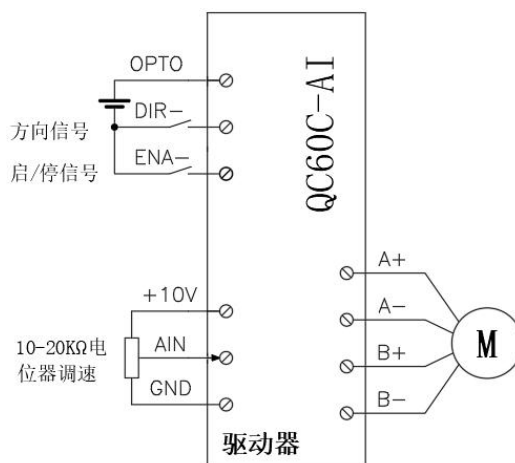 OPTO
DIR-
方向信号
ENA-
启/停信号
QC60C-AI
A+
A-
B+
B-
M
+10V
10-20KΩ电
位器调速
AIN
GND
驱动器